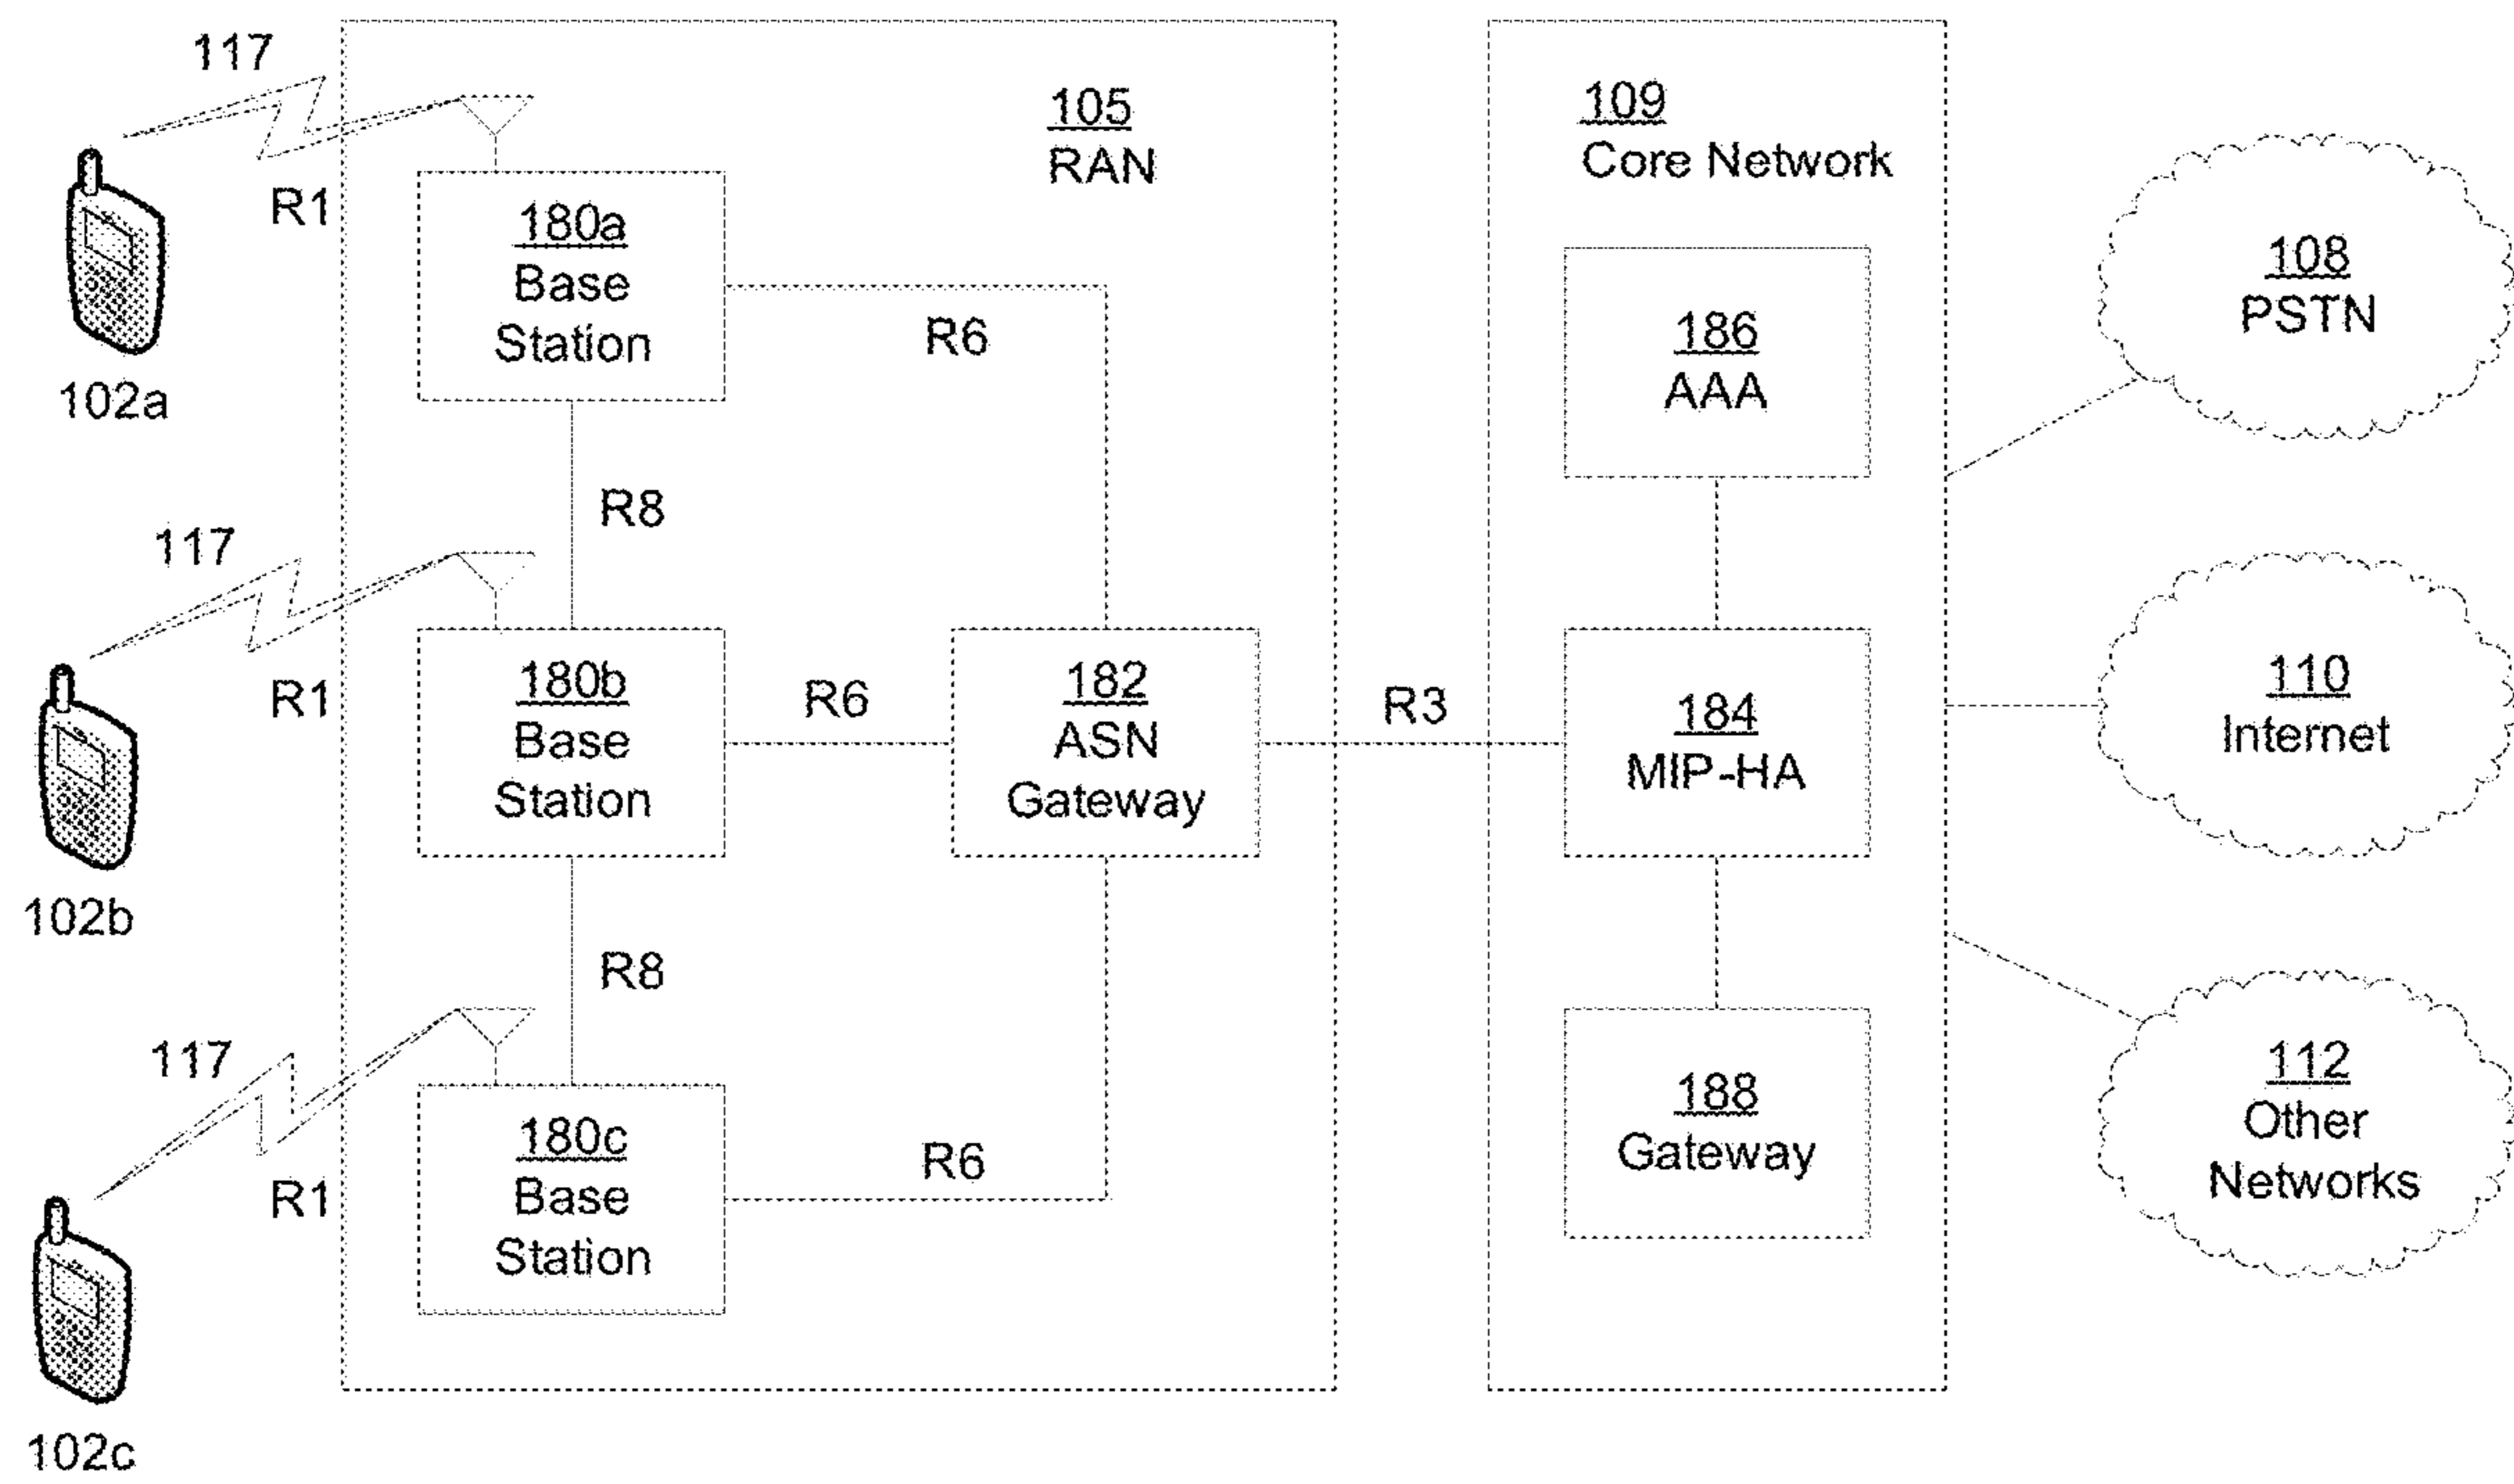 117
R1
102a
117
R1
102b
117
R1
102c
105
RAN
180a
Base
Station
R6
R8
180b
Base
Station
R6
182
ASN
Gateway
R8
180c
Base
Station
R6
R3
109
Core Network
186
AAA
184
MIP-HA
188
Gateway
108
PSTN
110
Internet
112
Other
Networks